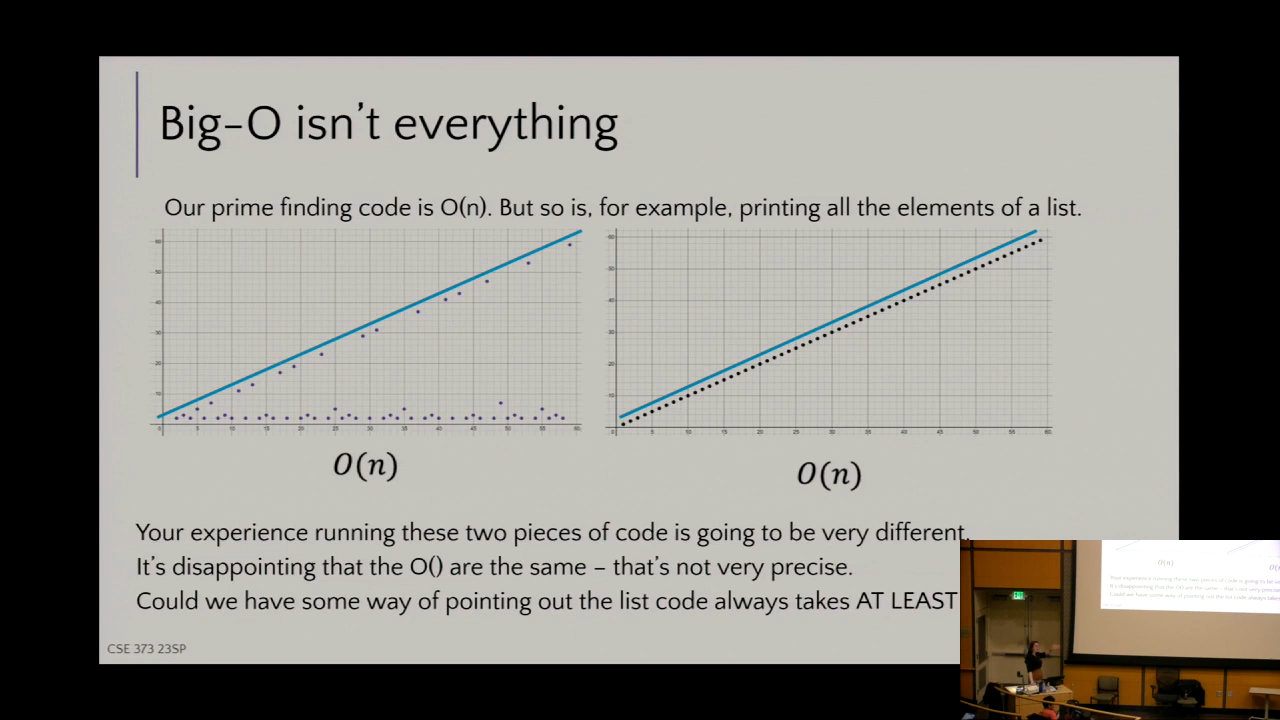 Big-O isn't everything
Our prime finding code is O(n). But so is, for example, printing all the elements of a list.
O(n)
O(n)
Your experience running these two pieces of code is going to be very different.
It's disappointing that the O() are the same – that's not very precise.
Could we have some way of pointing out the list code always takes AT LEAST
CSE 373 23SP